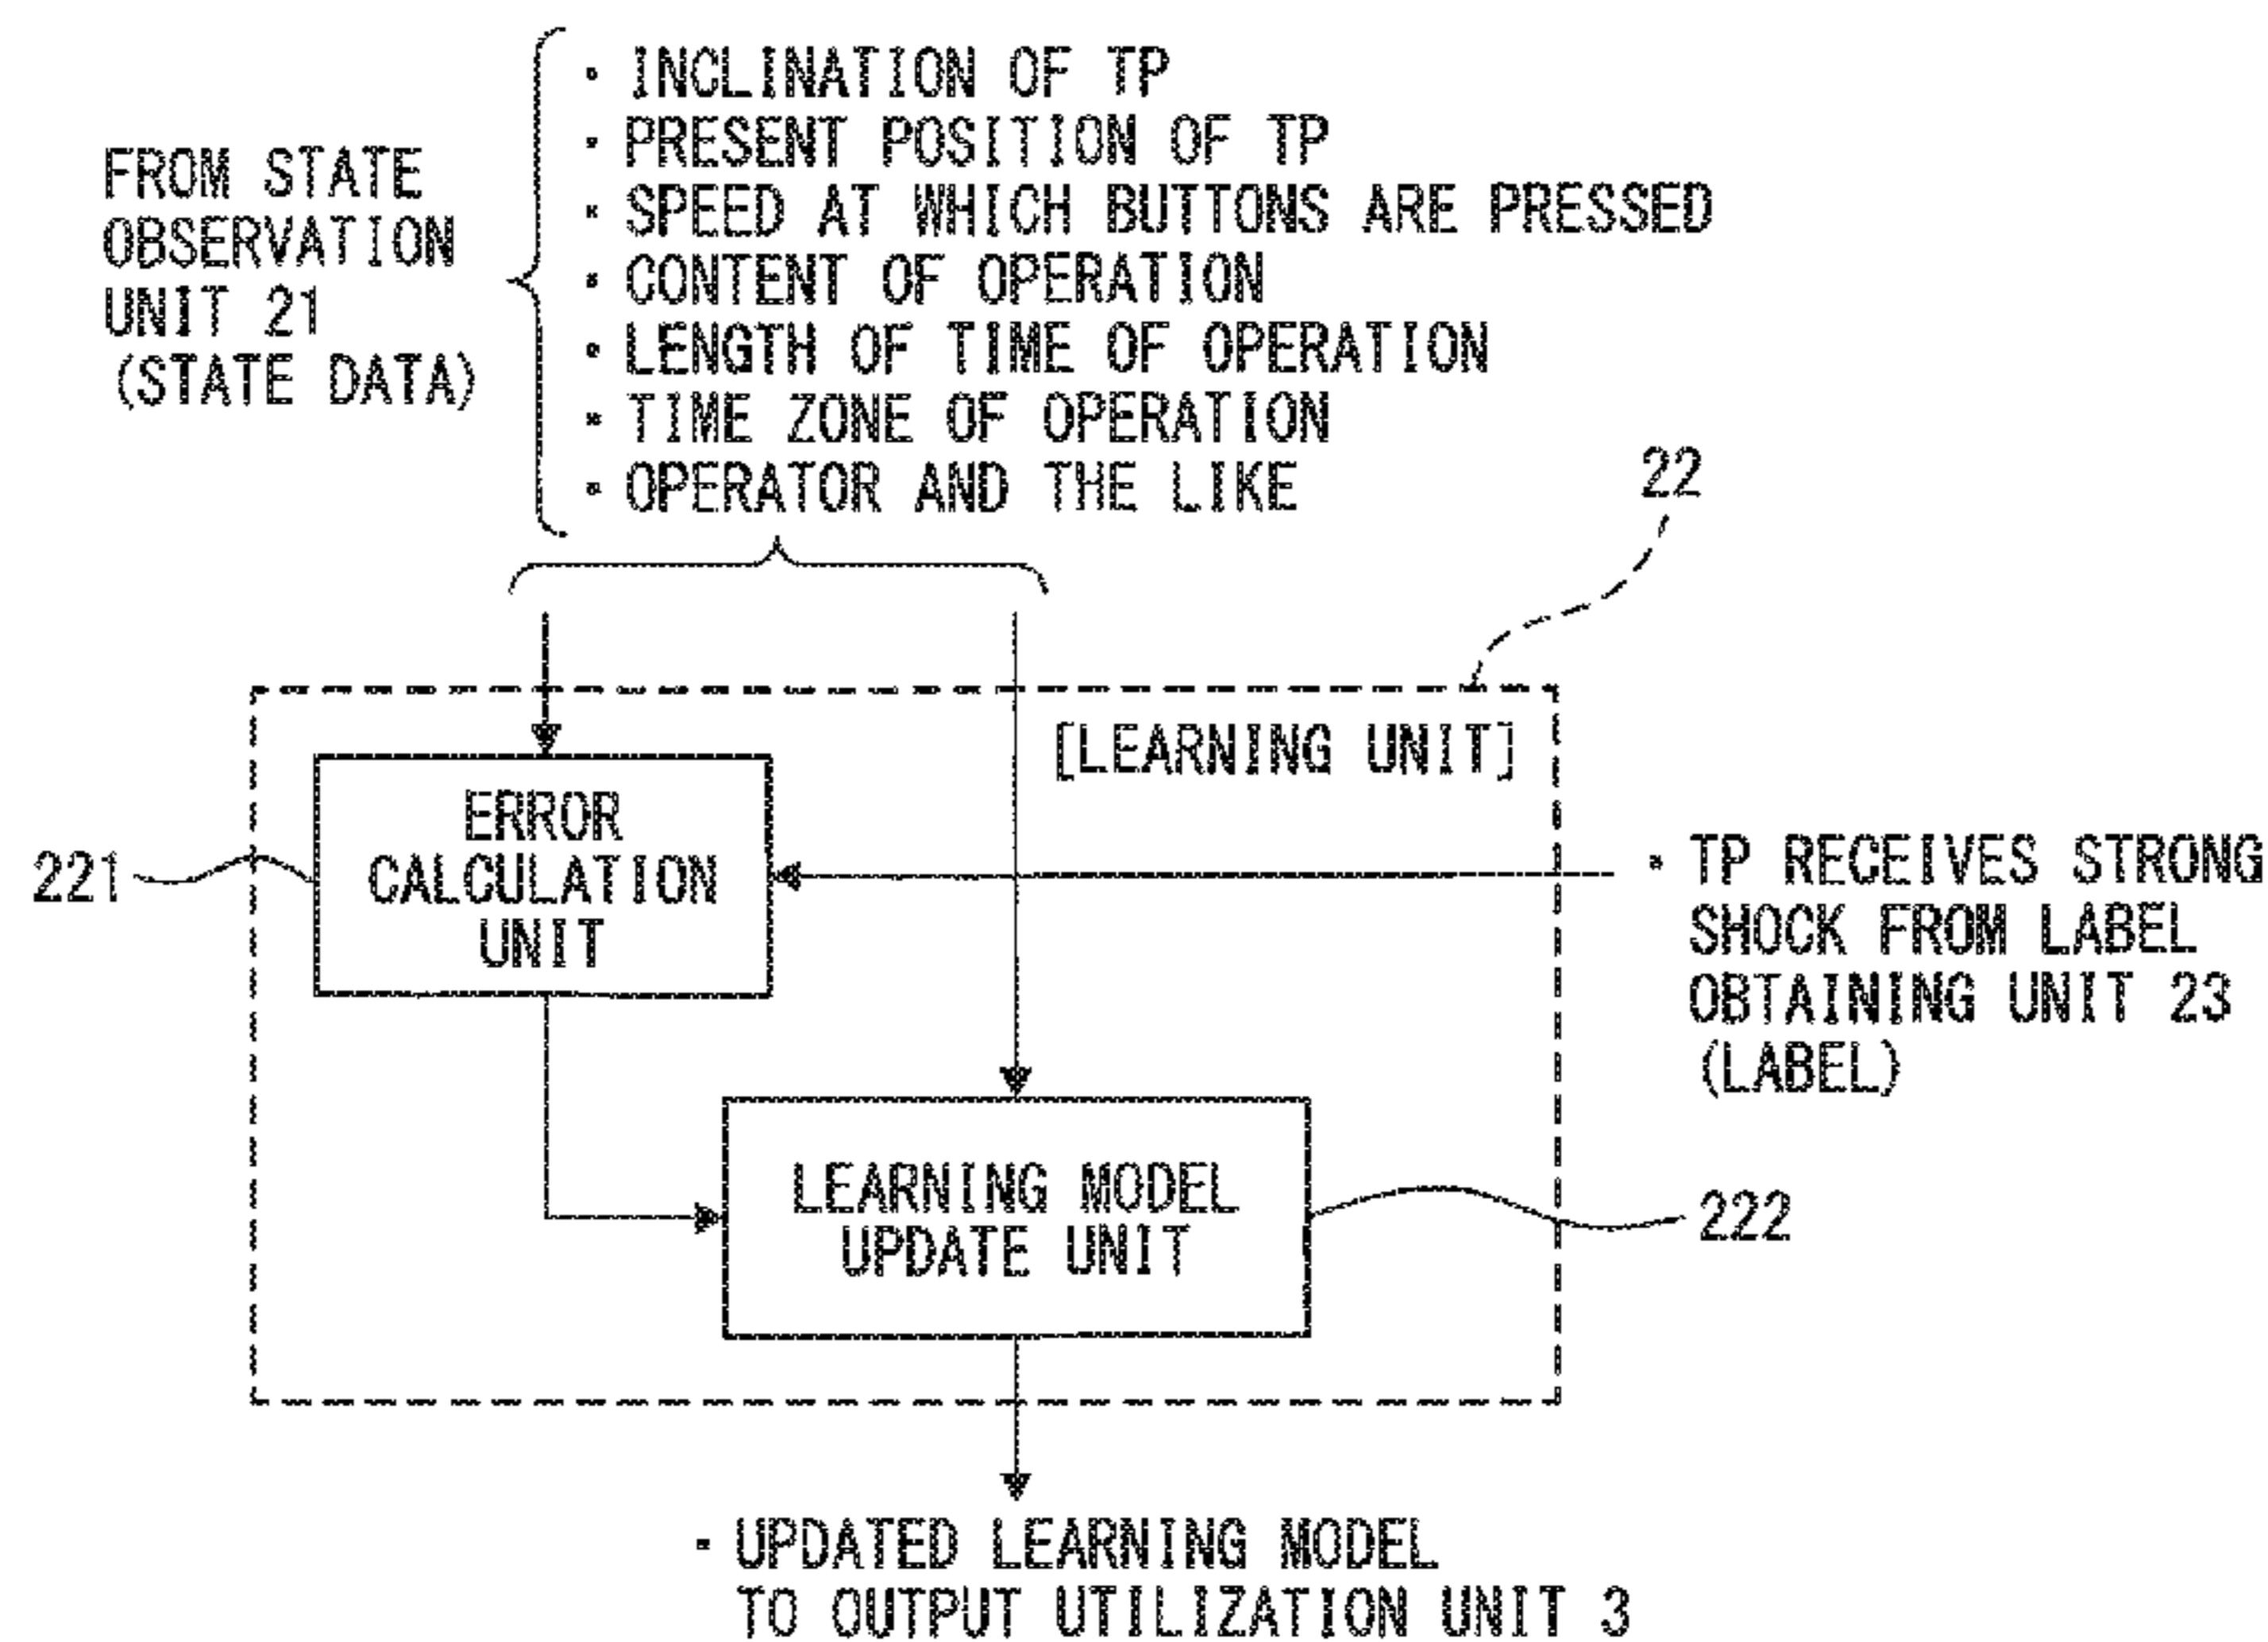 FROM STATE
OBSERVATION
UNIT 21
(STATE DATA)
· INCLINATION OF TP
· PRESENT POSITION OF TP
· SPEED AT WHICH BUTTONS ARE PRESSED
· CONTENT OF OPERATION
· LENGTH OF TIME OF OPERATION
· TIME ZONE OF OPERATION
· OPERATOR AND THE LIKE
22
[LEARNING UNIT]
221
ERROR
CALCULATION
UNIT
· TP RECEIVES STRONG
SHOCK FROM LABEL
OBTAINING UNIT 23
(LABEL)
LEARNING MODEL
UPDATE UNIT
222
· UPDATED LEARNING MODEL
TO OUTPUT UTILIZATION UNIT 3